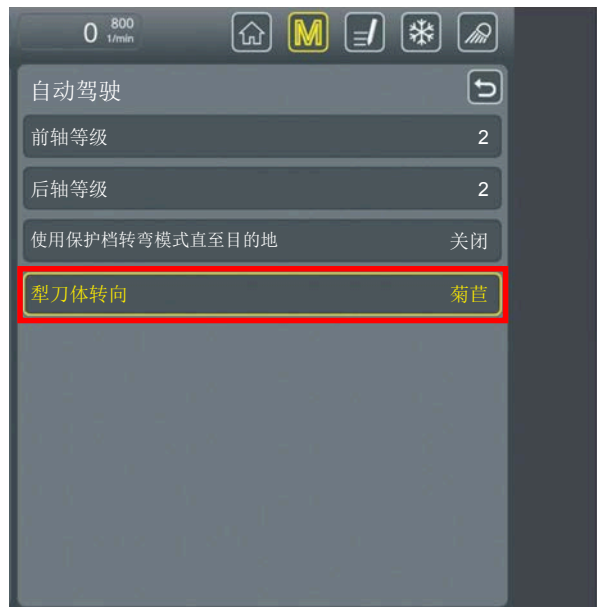 0 800 1/min
自动驾驶
前轴等级 2
后轴等级 2
使用保护档转弯模式直至目的地 关闭
犁刀体转向 菊苣